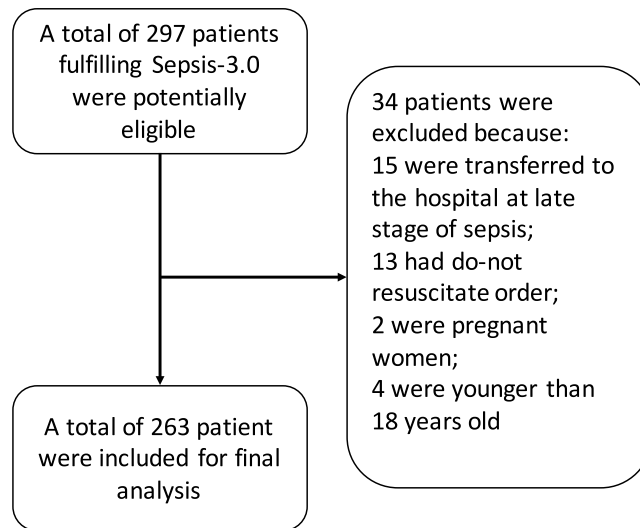 A total of 297 patients
fulfilling Sepsis-3.0
were potentially
eligible
34 patients were
excluded because:
15 were transferred to
the hospital at late
stage of sepsis;
13 had do-not
resuscitate order;
2 were pregnant
women;
4 were younger than
18 years old
A total of 263 patient
were included for final
analysis